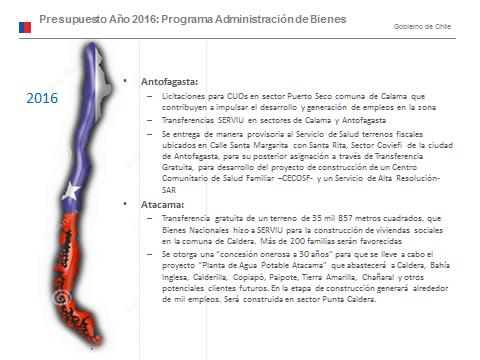 Presupuesto Año 2016: Programa Administración de Bienes
Gobierno de Chile
2016
• Antofagasta:
– Licitaciones para CUOs en sector Puerto Seco comuna de Calama que
contribuyen a impulsar el desarrollo y generación de empleos en la zona
– Transferencias SERVIU en sectores de Calama y Antofagasta
– Se entrega de manera provisoria al Servicio de Salud terrenos fiscales
ubicados en Calle Santa Margarita con Santa Rita, Sector Coviefi de la ciudad
de Antofagasta, para su posterior asignación a través de Transferencia
Gratuita, para desarrollo del proyecto de construcción de un Centro
Comunitario de Salud Familiar –CECOSF- y un Servicio de Alta Resolución-
SAR
• Atacama:
– Transferencia gratuita de un terreno de 35 mil 857 metros cuadrados, que
Bienes Nacionales hizo a SERVIU para la construcción de viviendas sociales
en la comuna de Caldera. Más de 200 familias serán favorecidas
– Se otorga una “concesión onerosa a 30 años” para que se lleve a cabo el
proyecto “Planta de Agua Potable Atacama” que abastecerá a Caldera, Bahía
Inglesa, Calderilla, Copiapó, Paipote, Tierra Amarilla, Chañaral y otros
potenciales clientes futuros. En la etapa de construcción generará alrededor
de mil empleos. Será construida en sector Punta Caldera.